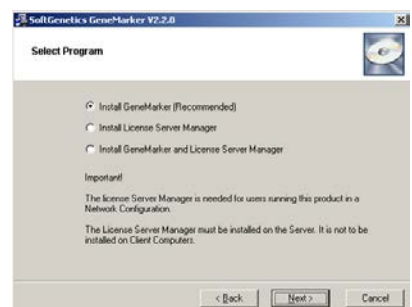 SoftGenetics GeneMarker V2.2.0
Select Program
Install GeneMarker (Recommended)
Install License Server Manager
Install GeneMarker and License Server Manager
Important!
The license Server Manager is needed for users running this product in a
Network Configuration.
The License Server Manager must be installed on the Server. It is not to be
installed on Client Computers.
< Back
Next >
Cancel